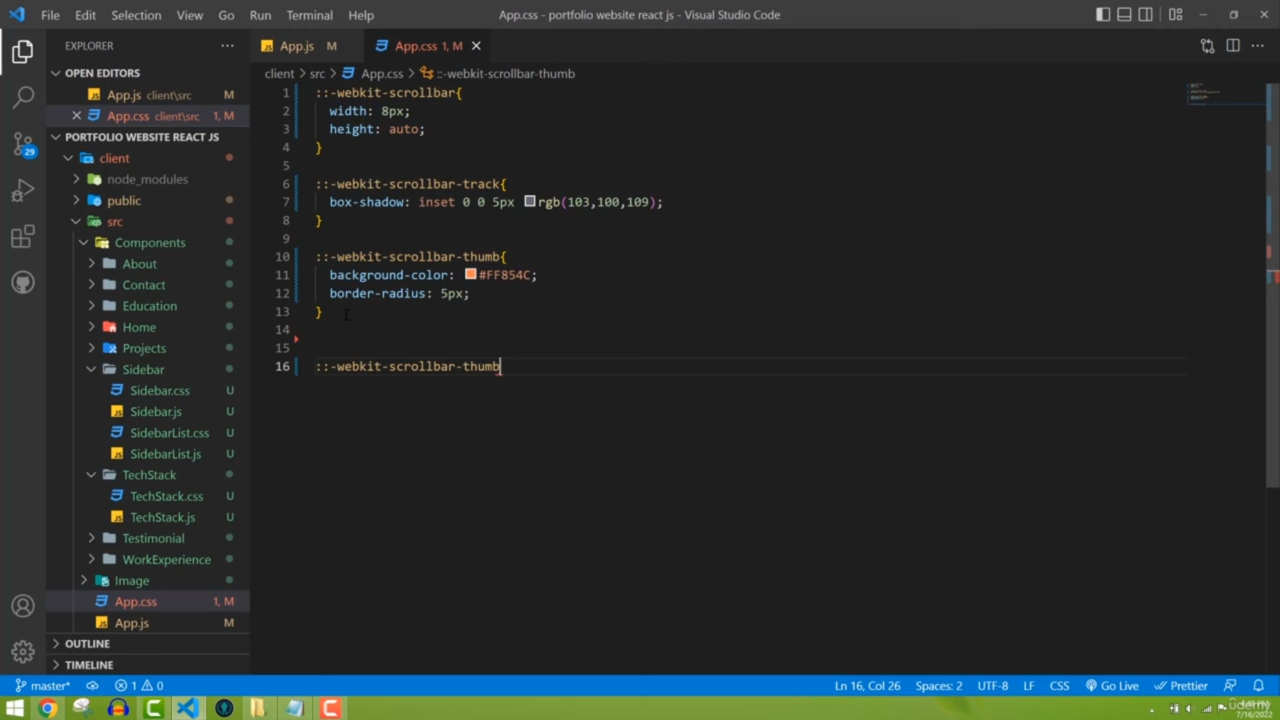 File Edit Selection View Go Run Terminal Help App.css - portfolio website react js - Visual Studio Code
EXPLORER
OPEN EDITORS
App.js client\src M
App.css client\src 1, M
PORTFOLIO WEBSITE REACT JS
client
node_modules
public
src
Components
About
Contact
Education
Home
Projects
Sidebar
Sidebar.css U
Sidebar.js U
SidebarList.css U
SidebarList.js U
TechStack
TechStack.css U
TechStack.js U
Testimonial
WorkExperience
Image
App.css 1, M
App.js M
OUTLINE
TIMELINE
29
App.js M App.css 1, M
client > src > App.css > ::-webkit-scrollbar-thumb
1 ::-webkit-scrollbar{
2 width: 8px;
3 height: auto;
4 }
5
6 ::-webkit-scrollbar-track{
7 box-shadow: inset 0 0 5px rgb(103,100,109);
8 }
9
10 ::-webkit-scrollbar-thumb{
11 background-color: #FF854C;
12 border-radius: 5px;
13 }
14
15
16 ::-webkit-scrollbar-thumb
master* 1 0 Ln 16, Col 26 Spaces: 2 UTF-8 LF CSS Go Live Prettier
udemy
7/16/2022